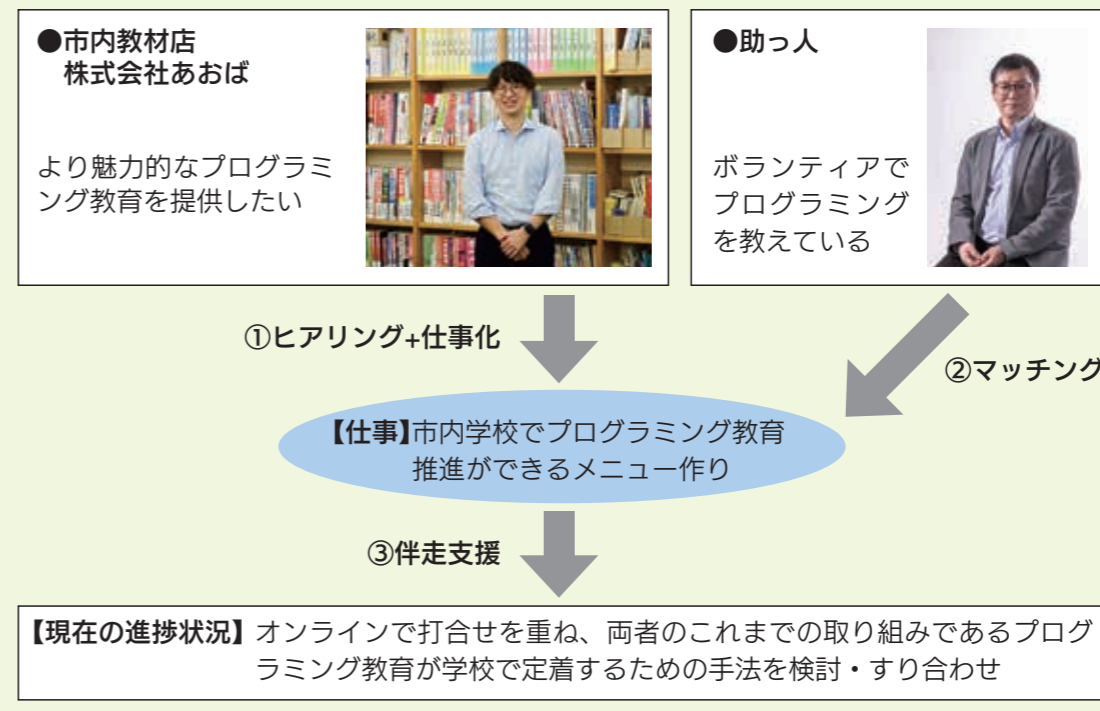 ●市内教材店
株式会社あおば
より魅力的なプログラミ
ング教育を提供したい
●助っ人
ボランティアで
プログラミング
を教えている
①ヒアリング+仕事化
②マッチング
【仕事】市内学校でプログラミング教育
推進ができるメニュー作り
③伴走支援
【現在の進捗状況】オンラインで打合せを重ね、両者のこれまでの取り組みであるプログ
ラミング教育が学校で定着するための手法を検討・すり合わせ